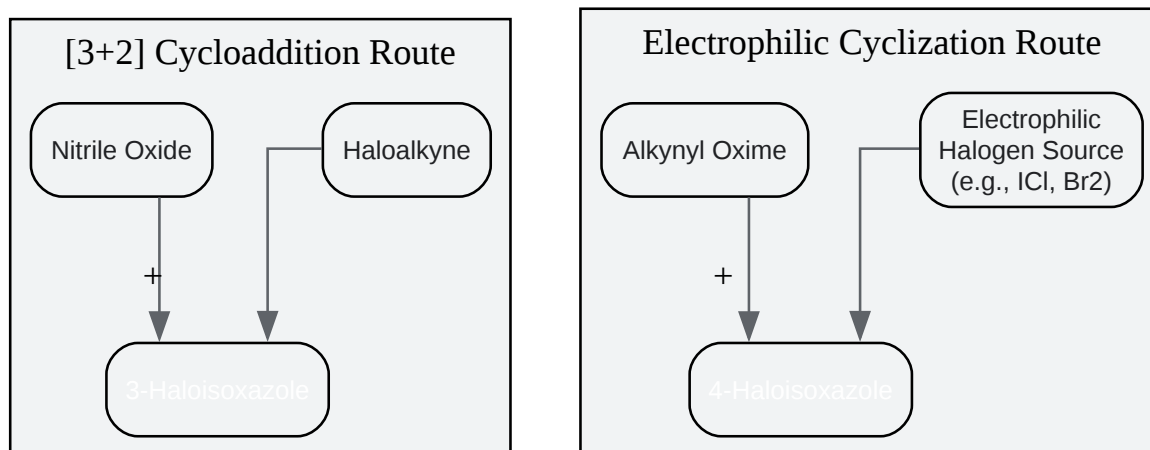 [3+2] Cycloaddition Route
Nitrile Oxide
Haloalkyne
+
3-Haloisoxazole
Electrophilic Cyclization Route
Alkynyl Oxime
Electrophilic
Halogen Source
(e.g., ICl, Br2)
+
4-Haloisoxazole